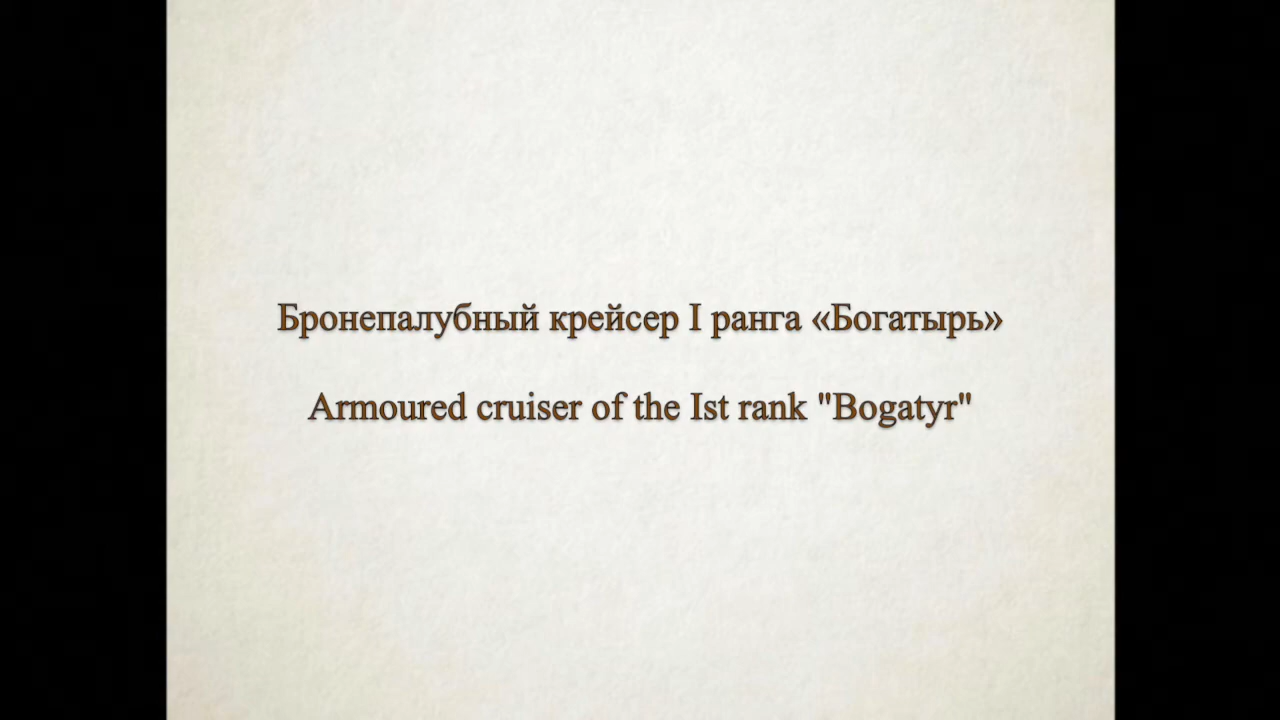 Бронепалубный крейсер I ранга «Богатырь»
Armoured cruiser of the Ist rank "Bogatyr"